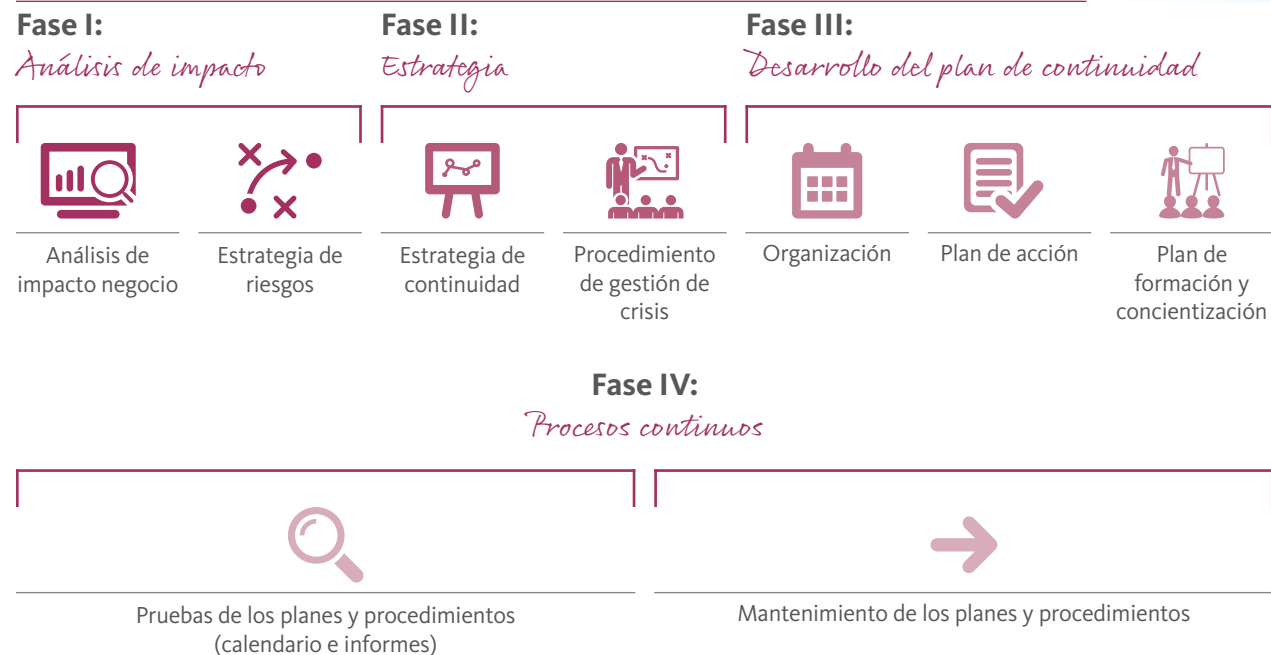 Fase I:
Análisis de impacto
Fase II:
Estrategia
Fase III:
Desarrollo del plan de continuidad
Análisis de
impacto negocio
Estrategia de
riesgos
Estrategia de
continuidad
Procedimiento
de gestión de
crisis
Organización
Plan de acción
Plan de
formación y
concientización
Fase IV:
Procesos continuos
Pruebas de los planes y procedimientos
(calendario e informes)
Mantenimiento de los planes y procedimientos